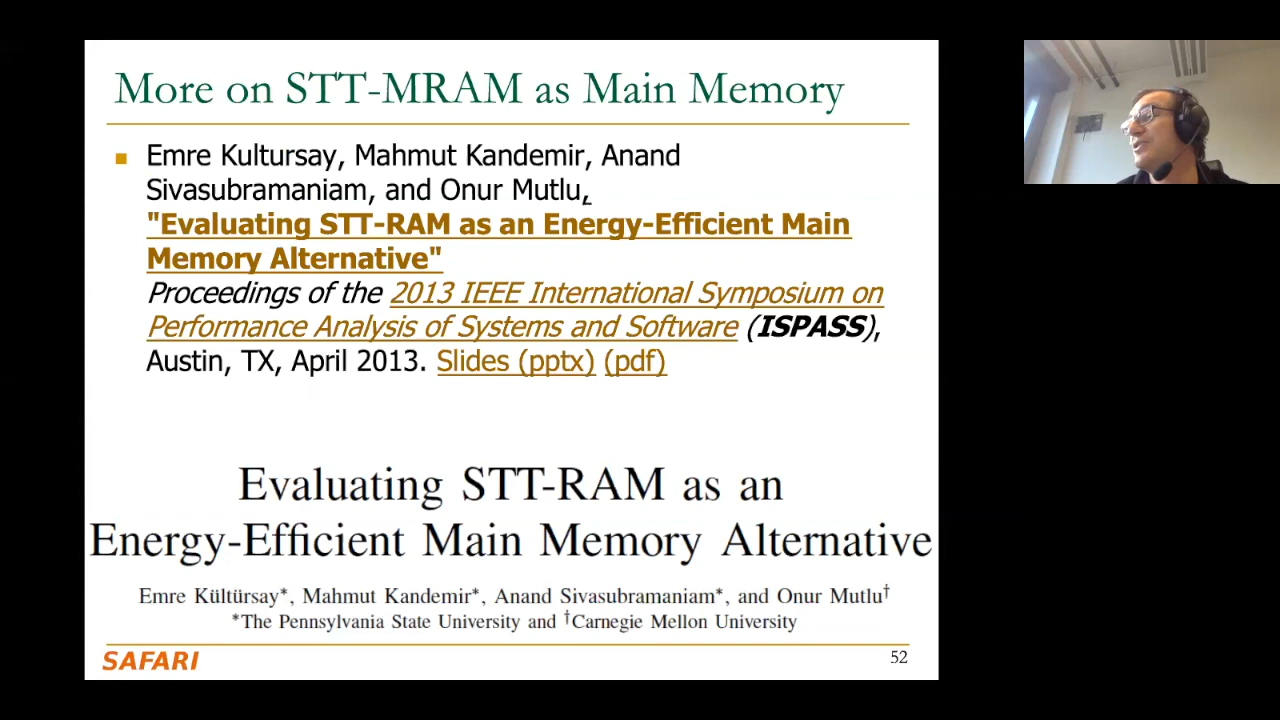 More on STT-MRAM as Main Memory
Emre Kultursay, Mahmut Kandemir, Anand
Sivasubramaniam, and Onur Mutlu,
"Evaluating STT-RAM as an Energy-Efficient Main
Memory Alternative"
Proceedings of the 2013 IEEE International Symposium on
Performance Analysis of Systems and Software (ISPASS),
Austin, TX, April 2013. Slides (pptx) (pdf)
Evaluating STT-RAM as an
Energy-Efficient Main Memory Alternative
Emre Kültürsay*, Mahmut Kandemir*, Anand Sivasubramaniam*, and Onur Mutlu†
*The Pennsylvania State University and †Carnegie Mellon University
SAFARI
52